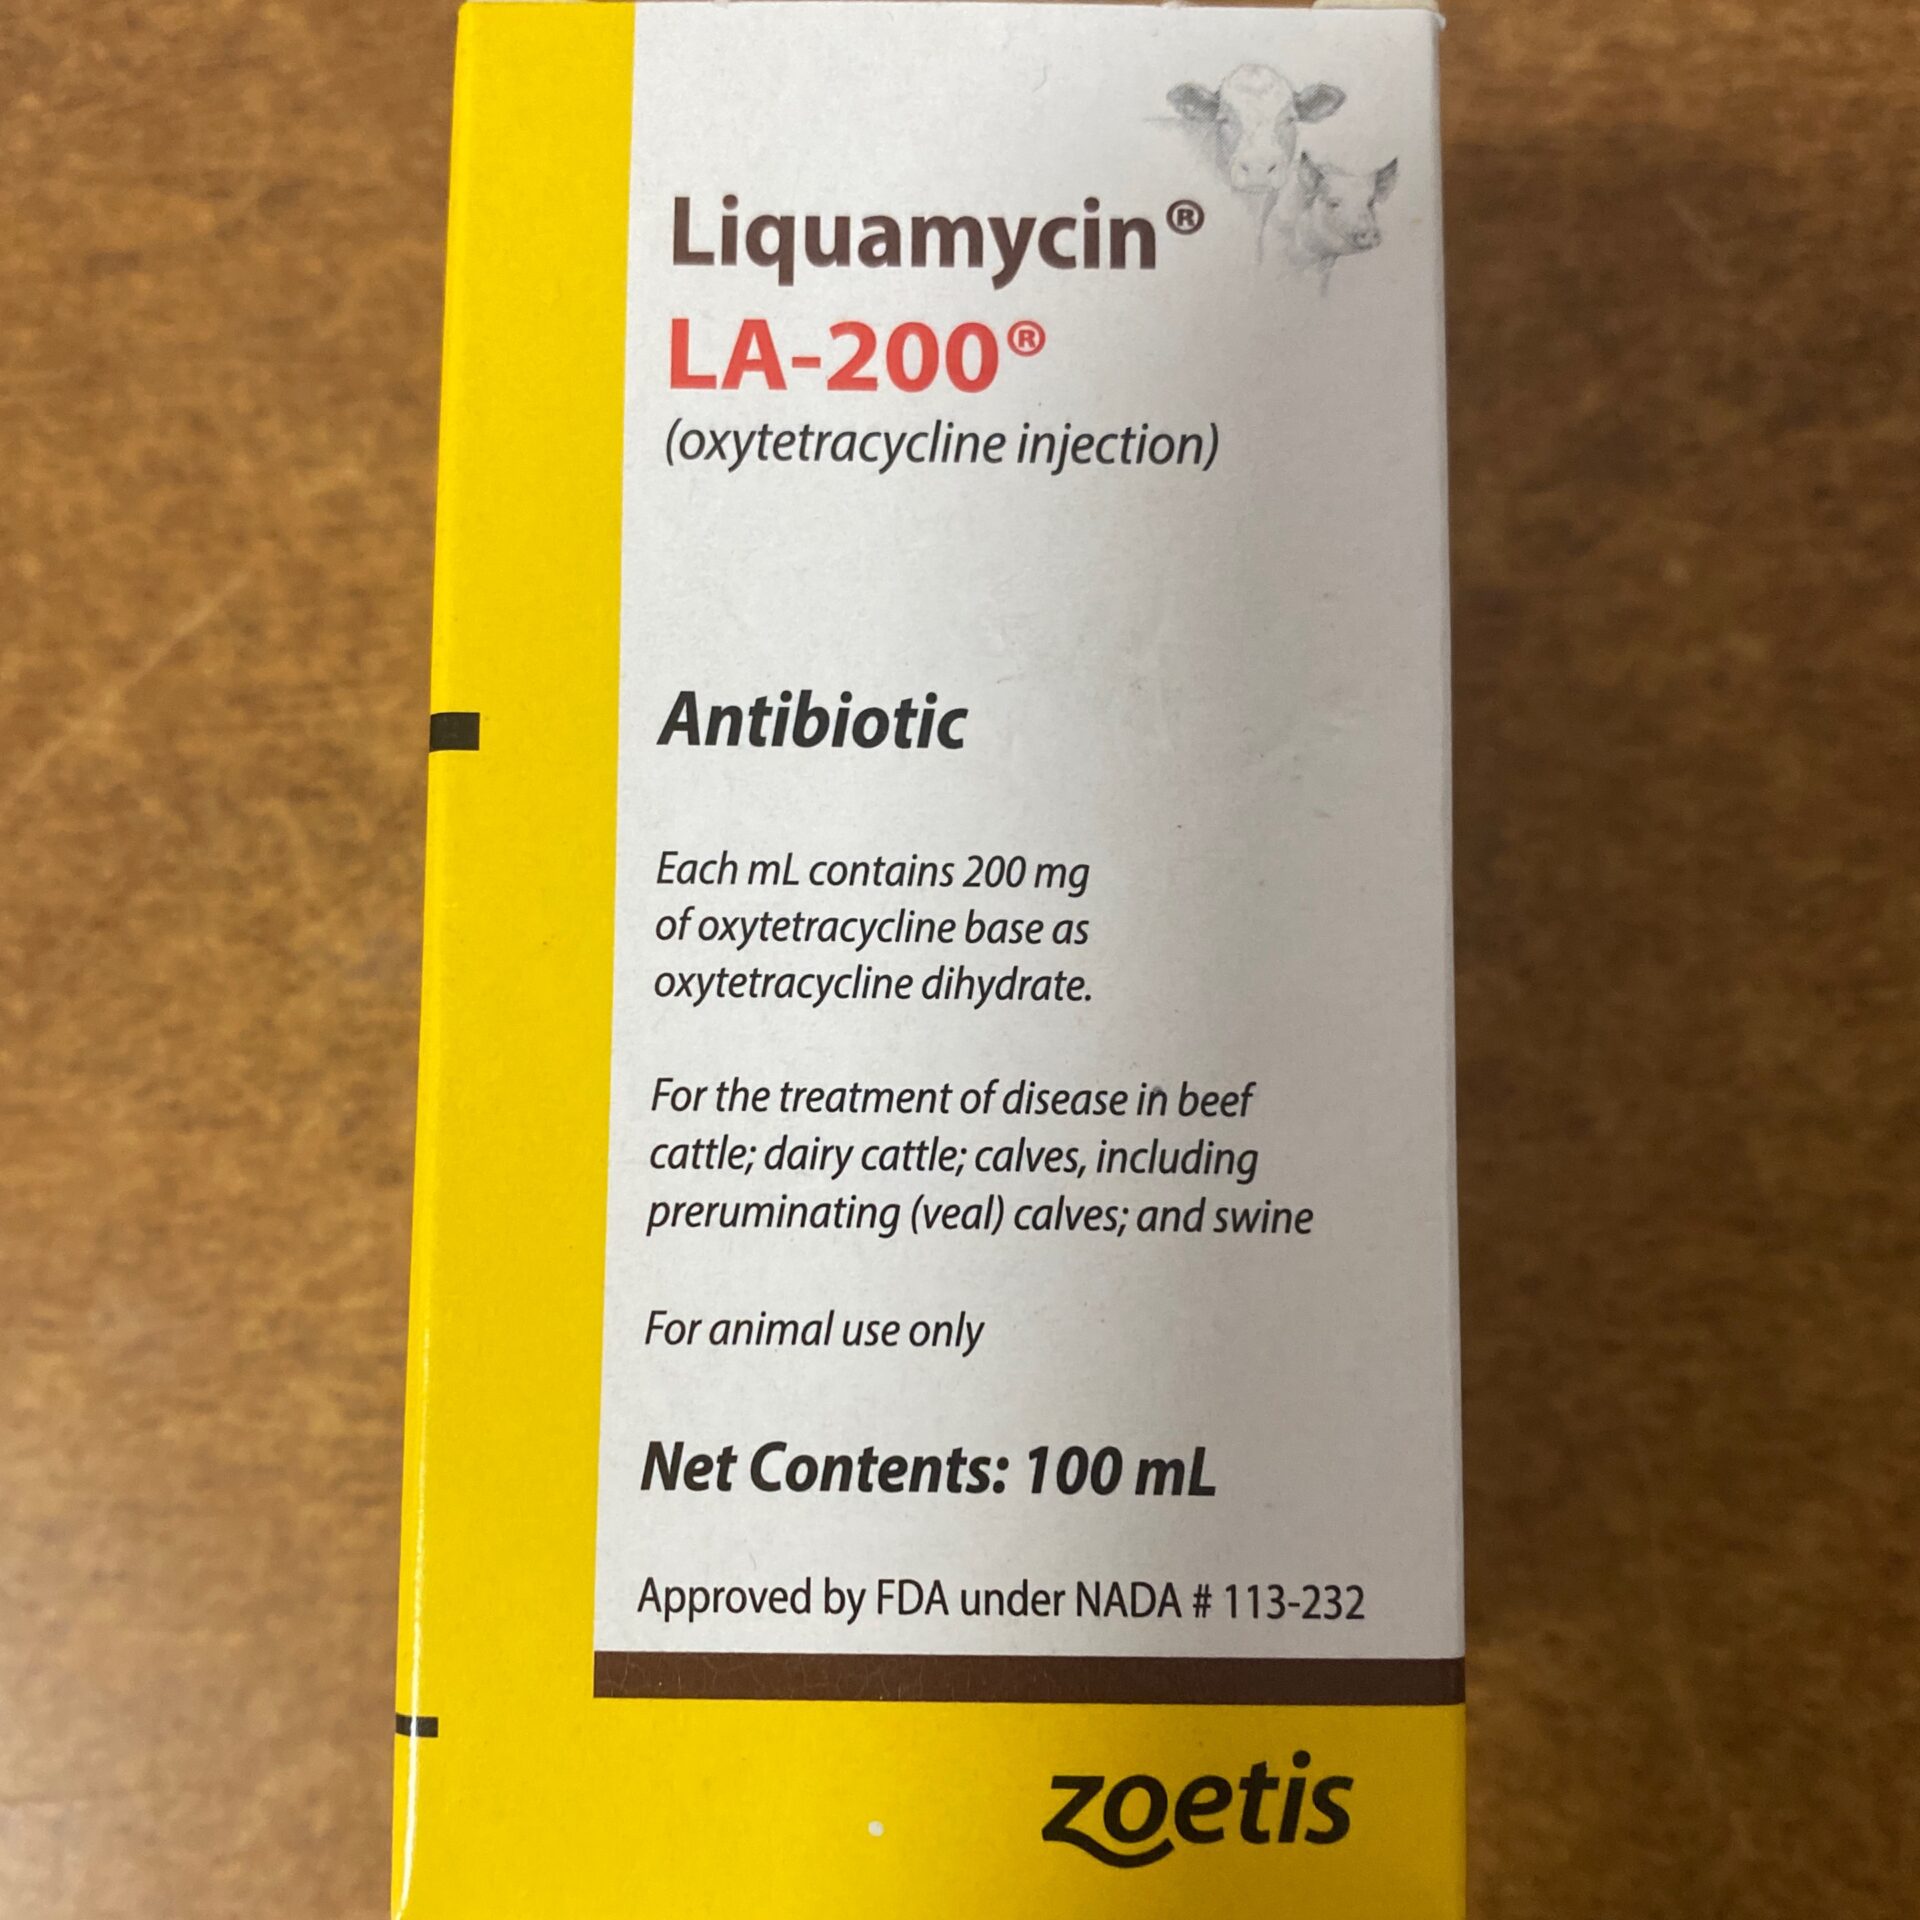 Liquamycin®
LA-200®
(oxytetracycline injection)
Antibiotic
Each mL contains 200 mg
of oxytetracycline base as
oxytetracycline dihydrate.
For the treatment of disease in beef
cattle; dairy cattle; calves, including
preruminating (veal) calves; and swine
For animal use only
Net Contents: 100 mL
Approved by FDA under NADA # 113-232
zoetis